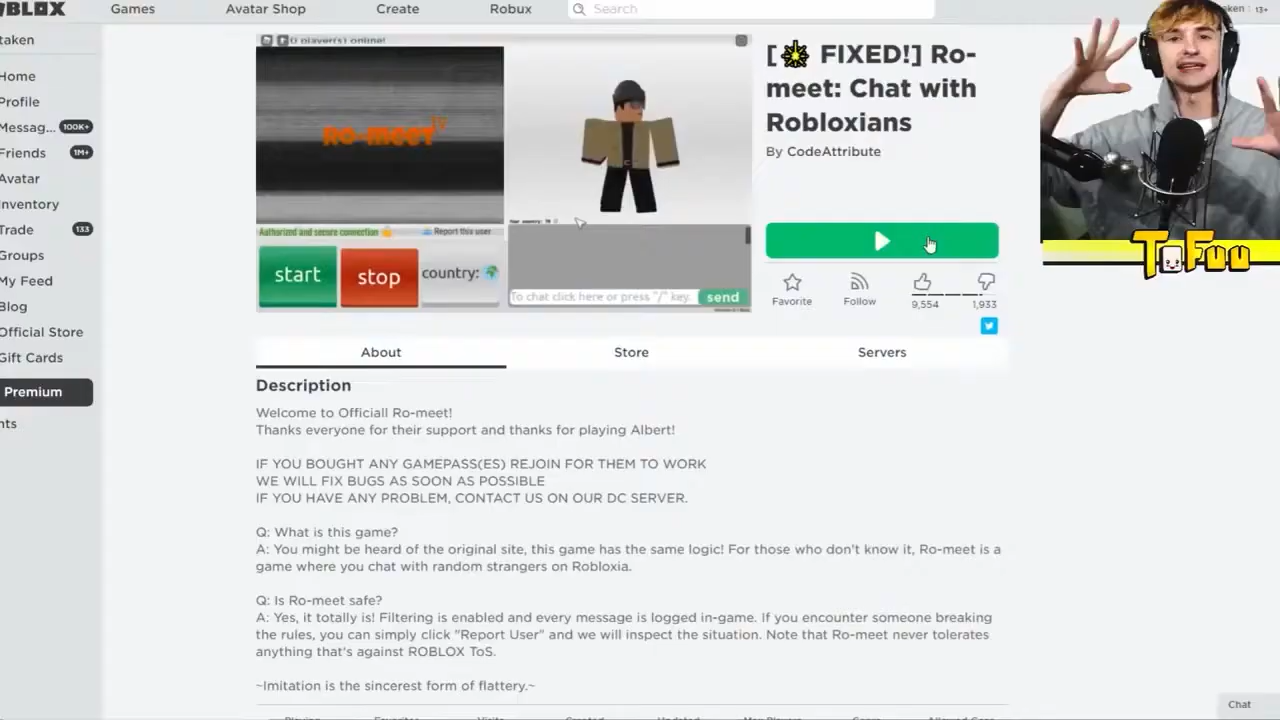 BLOX
Games
Avatar Shop
Create
Robux
Search
taken
Home
Profile
Messag... 100K+
Friends 1M+
Avatar
Inventory
Trade 133
Groups
My Feed
Blog
Official Store
Gift Cards
Premium
nts
0 player(s) online!
RO-MEET
Authorized and secure connection
Report this user
start
stop
country:
To chat click here or press "/" key.
send
[ FIXED!] Ro-
meet: Chat with
Robloxians
By CodeAttribute
Favorite
Follow
9,554
1,933
aken : 13+
ToFuu
About
Store
Servers
Description
Welcome to Officiall Ro-meet!
Thanks everyone for their support and thanks for playing Albert!
IF YOU BOUGHT ANY GAMEPASS(ES) REJOIN FOR THEM TO WORK
WE WILL FIX BUGS AS SOON AS POSSIBLE
IF YOU HAVE ANY PROBLEM, CONTACT US ON OUR DC SERVER.
Q: What is this game?
A: You might be heard of the original site, this game has the same logic! For those who don't know it, Ro-meet is a
game where you chat with random strangers on Robloxia.
Q: Is Ro-meet safe?
A: Yes, it totally is! Filtering is enabled and every message is logged in-game. If you encounter someone breaking
the rules, you can simply click "Report User" and we will inspect the situation. Note that Ro-meet never tolerates
anything that's against ROBLOX ToS.
~Imitation is the sincerest form of flattery.~
Chat